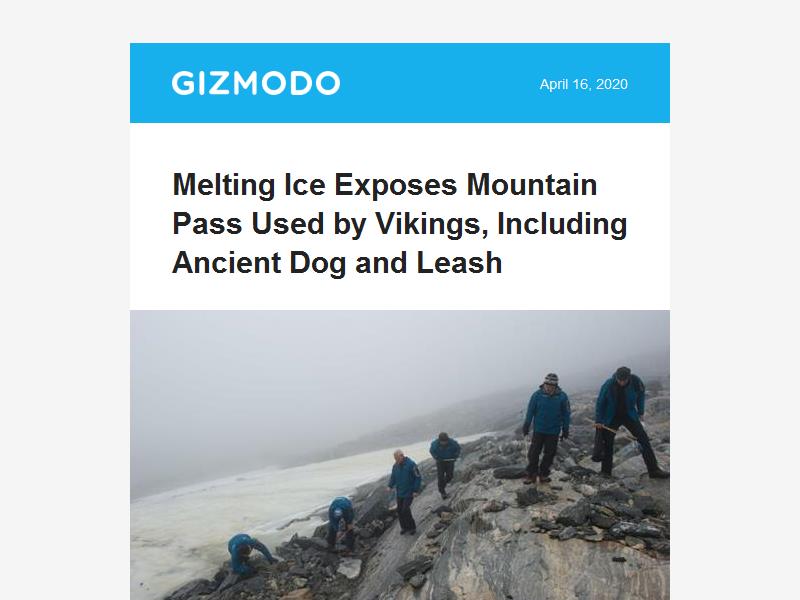 GIZMODO
April 16, 2020
Melting Ice Exposes Mountain
Pass Used by Vikings, Including
Ancient Dog and Leash